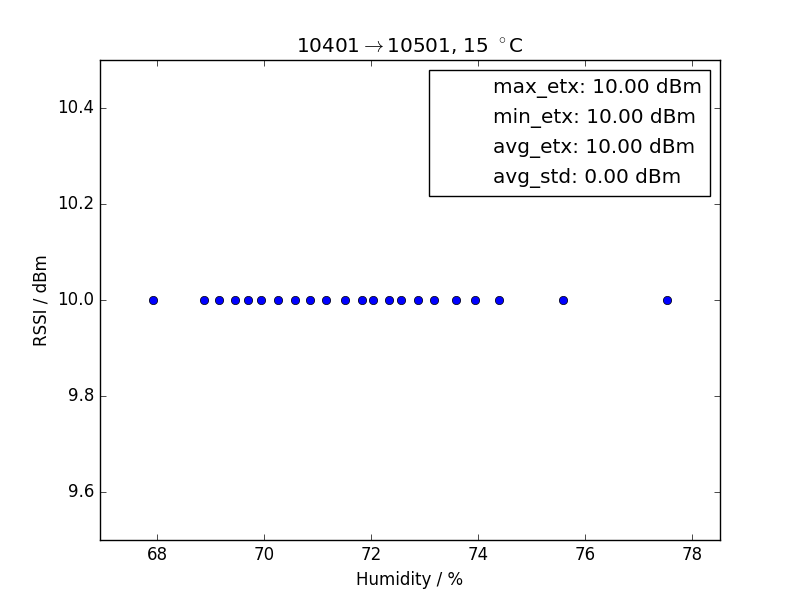 10401→10501, 15 °C
max_etx: 10.00 dBm
min_etx: 10.00 dBm
avg_etx: 10.00 dBm
avg_std: 0.00 dBm
RSSI / dBm
10.4
10.2
10.0
9.8
9.6
68 70 72 74 76 78
Humidity / %